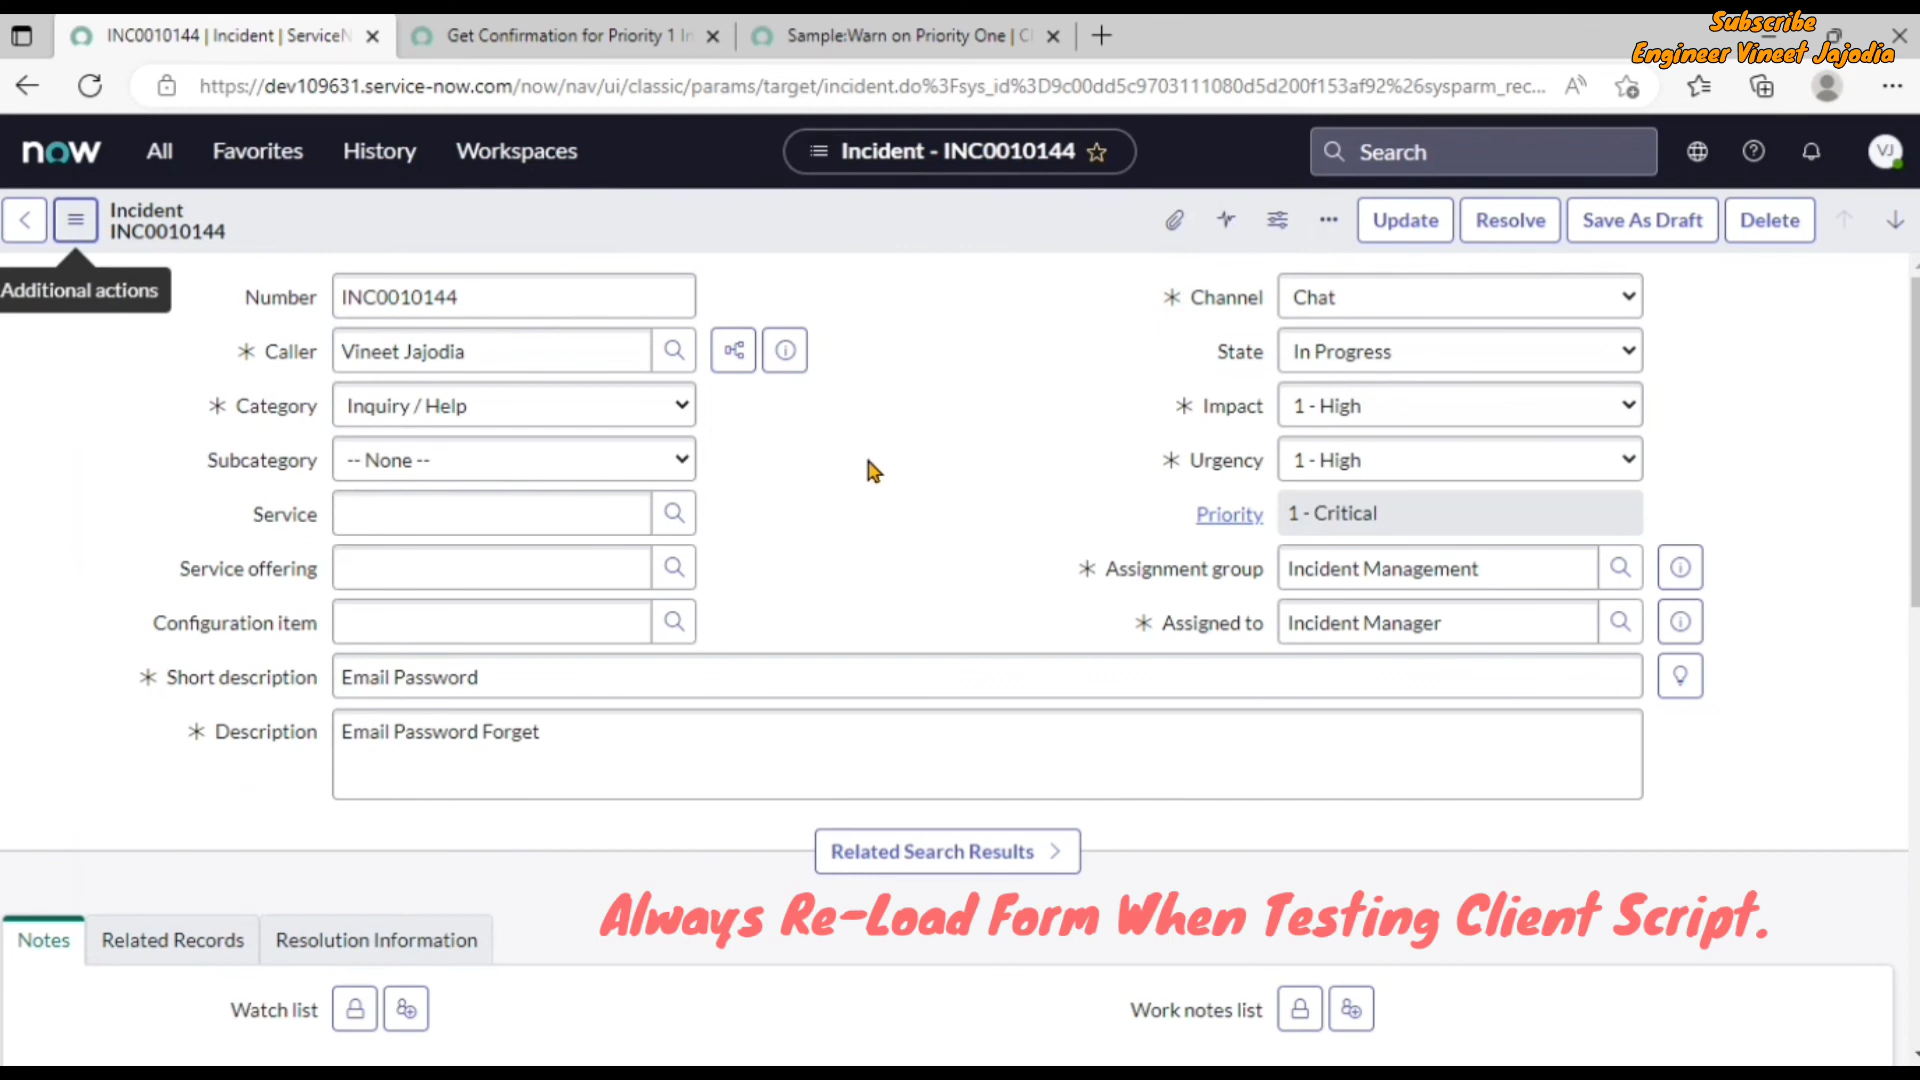 Subscribe
Engineer Vineet Jajodia
INC0010144 | Incident | ServiceN
Get Confirmation for Priority 1 In
Sample:Warn on Priority One | Cl
https://dev109631.service-now.com/now/nav/ui/classic/params/target/incident.do%3Fsys_id%3D9c00dd5c9703111080d5d200f153af92%26sysparm_rec...
now
All
Favorites
History
Workspaces
Incident - INC0010144
Search
VJ
Incident
INC0010144
Update
Resolve
Save As Draft
Delete
Additional actions
Number
INC0010144
Channel
Chat
Caller
Vineet Jajodia
State
In Progress
Category
Inquiry / Help
Impact
1 - High
Subcategory
-- None --
Urgency
1 - High
Service
Priority
1 - Critical
Service offering
Assignment group
Incident Management
Configuration item
Assigned to
Incident Manager
Short description
Email Password
Description
Email Password Forget
Related Search Results
Always Re-Load Form When Testing Client Script.
Notes
Related Records
Resolution Information
Watch list
Work notes list